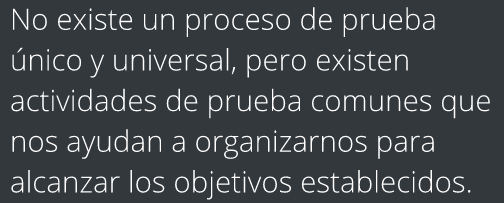 No existe un proceso de prueba
único y universal, pero existen
actividades de prueba comunes que
nos ayudan a organizarnos para
alcanzar los objetivos establecidos.